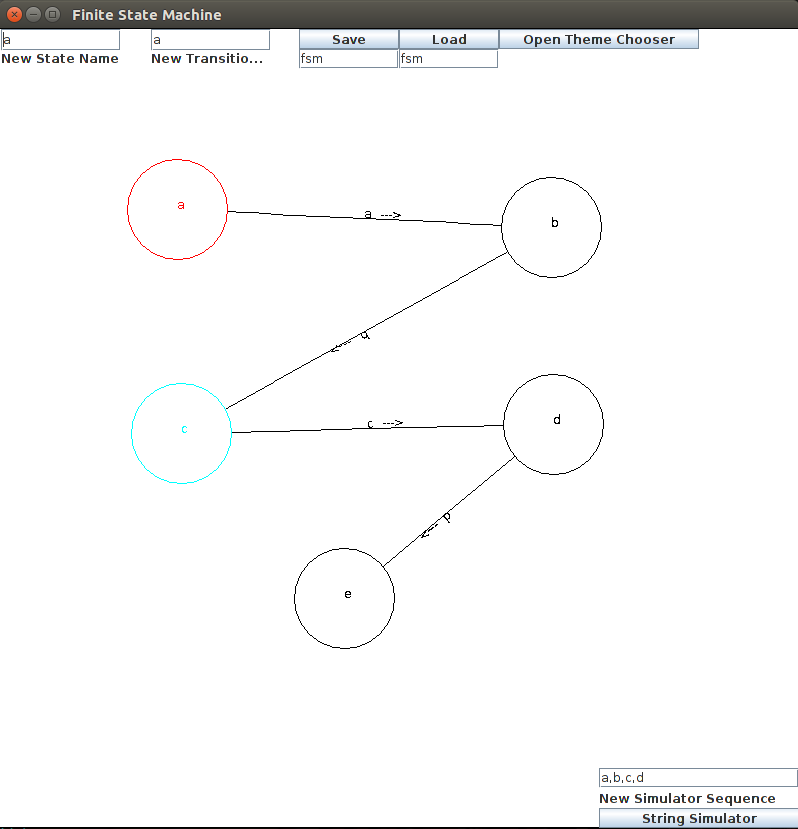 Finite State Machine
a
a
Save
Load
Open Theme Chooser
New State Name
New Transitio...
fsm
fsm
a
a --->
b
b --->
c
c --->
d
d --->
e
a,b,c,d
New Simulator Sequence
String Simulator